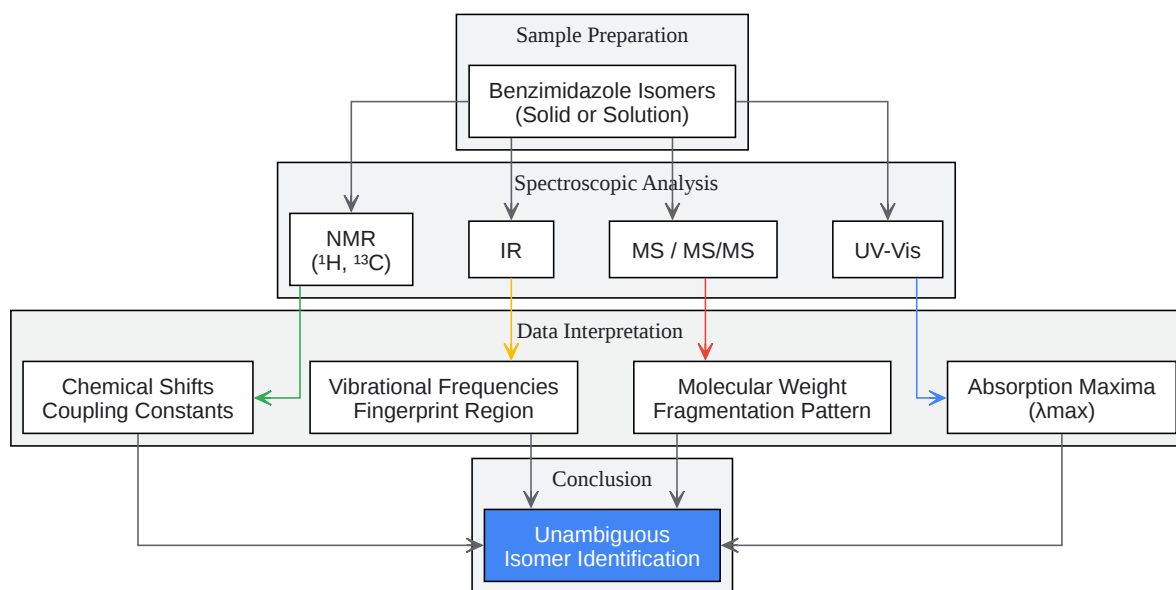 Sample Preparation
Benzimidazole Isomers
(Solid or Solution)
Spectroscopic Analysis
NMR
(¹H, ¹³C)
IR
MS / MS/MS
UV-Vis
Data Interpretation
Chemical Shifts
Coupling Constants
Vibrational Frequencies
Fingerprint Region
Molecular Weight
Fragmentation Pattern
Absorption Maxima
(λmax)
Conclusion
Unambiguous
Isomer Identification